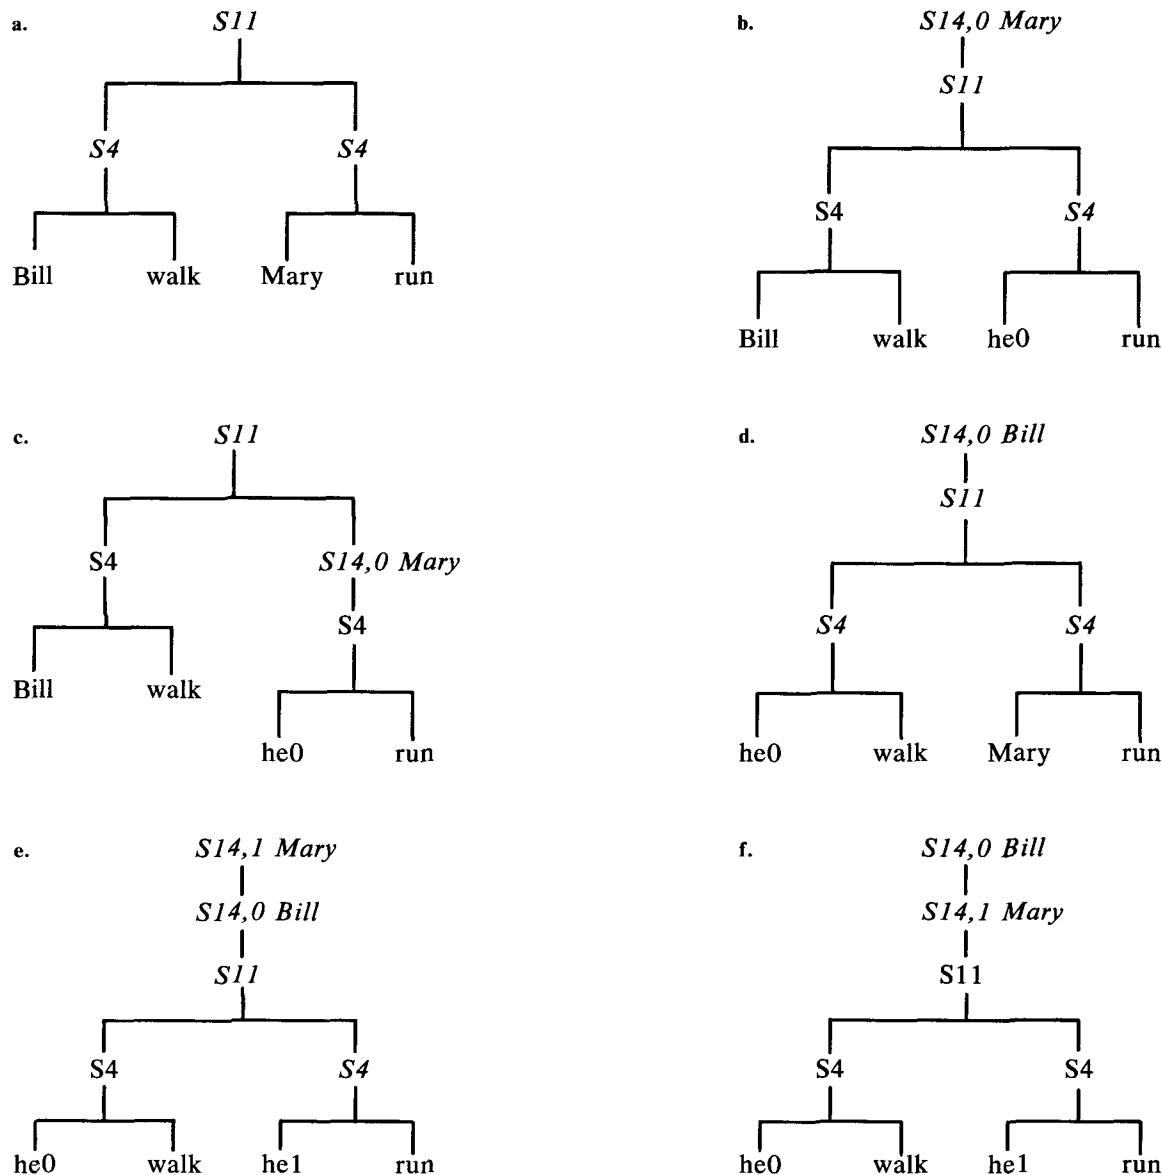 a.
S11
S4 S4
Bill walk Mary run
b.
S14,0 Mary
S11
S4 S4
Bill walk he0 run
c.
S11
S4 S14,0 Mary
S4
Bill walk
he0 run
d.
S14,0 Bill
S11
S4 S4
he0 walk Mary run
e.
S14,1 Mary
S14,0 Bill
S11
S4 S4
he0 walk he1 run
f.
S14,0 Bill
S14,1 Mary
S11
S4 S4
he0 walk he1 run